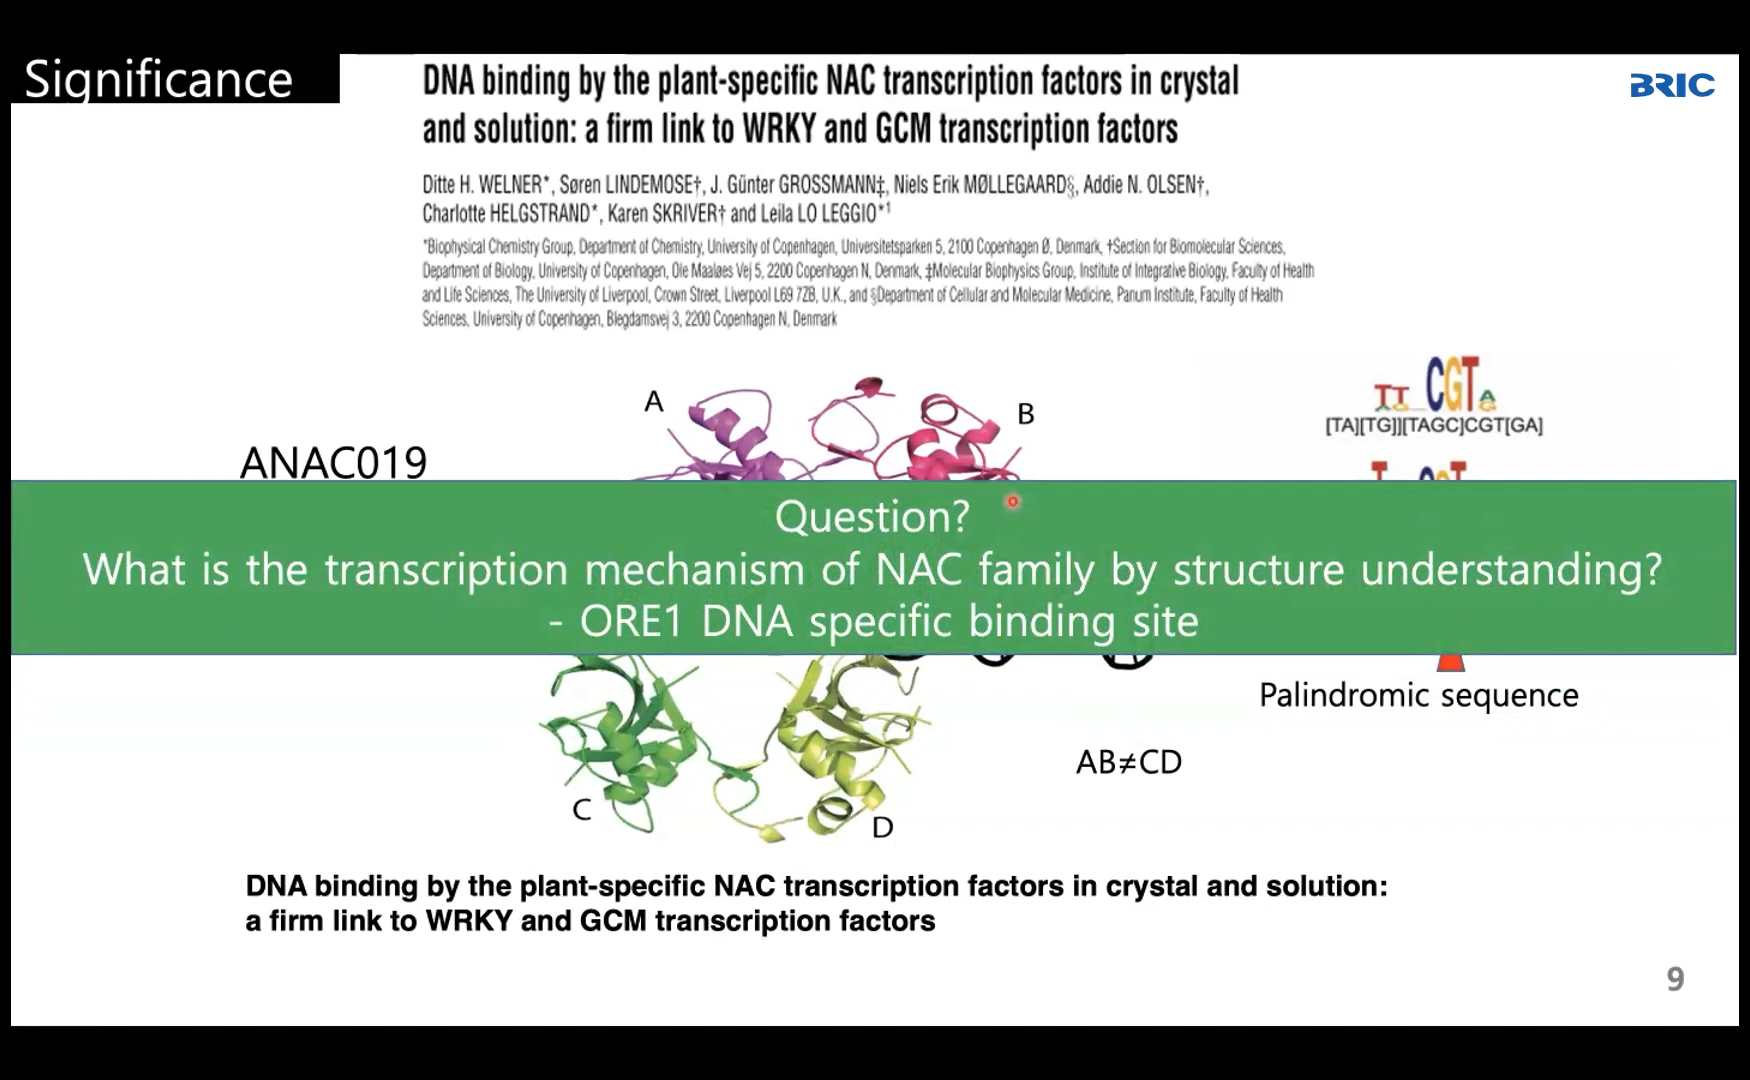 Significance
BRIC
DNA binding by the plant-specific NAC transcription factors in crystal
and solution: a firm link to WRKY and GCM transcription factors
Ditte H. WELNER*, Søren LINDEMOSE†, J. Günter GROSSMANN‡, Niels Erik MØLLEGAARD§, Addie N. OLSEN†,
Charlotte HELGSTRAND*, Karen SKRIVER† and Leila LO LEGGIO*¹
*Biophysical Chemistry Group, Department of Chemistry, University of Copenhagen, Universitetsparken 5, 2100 Copenhagen Ø, Denmark, †Section for Biomolecular Sciences,
Department of Biology, University of Copenhagen, Ole Maaløes Vej 5, 2200 Copenhagen N, Denmark, ‡Molecular Biophysics Group, Institute of Integrative Biology, Faculty of Health
and Life Sciences, The University of Liverpool, Crown Street, Liverpool L69 7ZB, U.K., and §Department of Cellular and Molecular Medicine, Panum Institute, Faculty of Health
Sciences, University of Copenhagen, Blegdamsvej 3, 2200 Copenhagen N, Denmark
A
B
CGT
[TA][TG]][TAGC]CGT[GA]
ANAC019
Question?
What is the transcription mechanism of NAC family by structure understanding?
- ORE1 DNA specific binding site
Palindromic sequence
AB≠CD
C
D
DNA binding by the plant-specific NAC transcription factors in crystal and solution:
a firm link to WRKY and GCM transcription factors
9